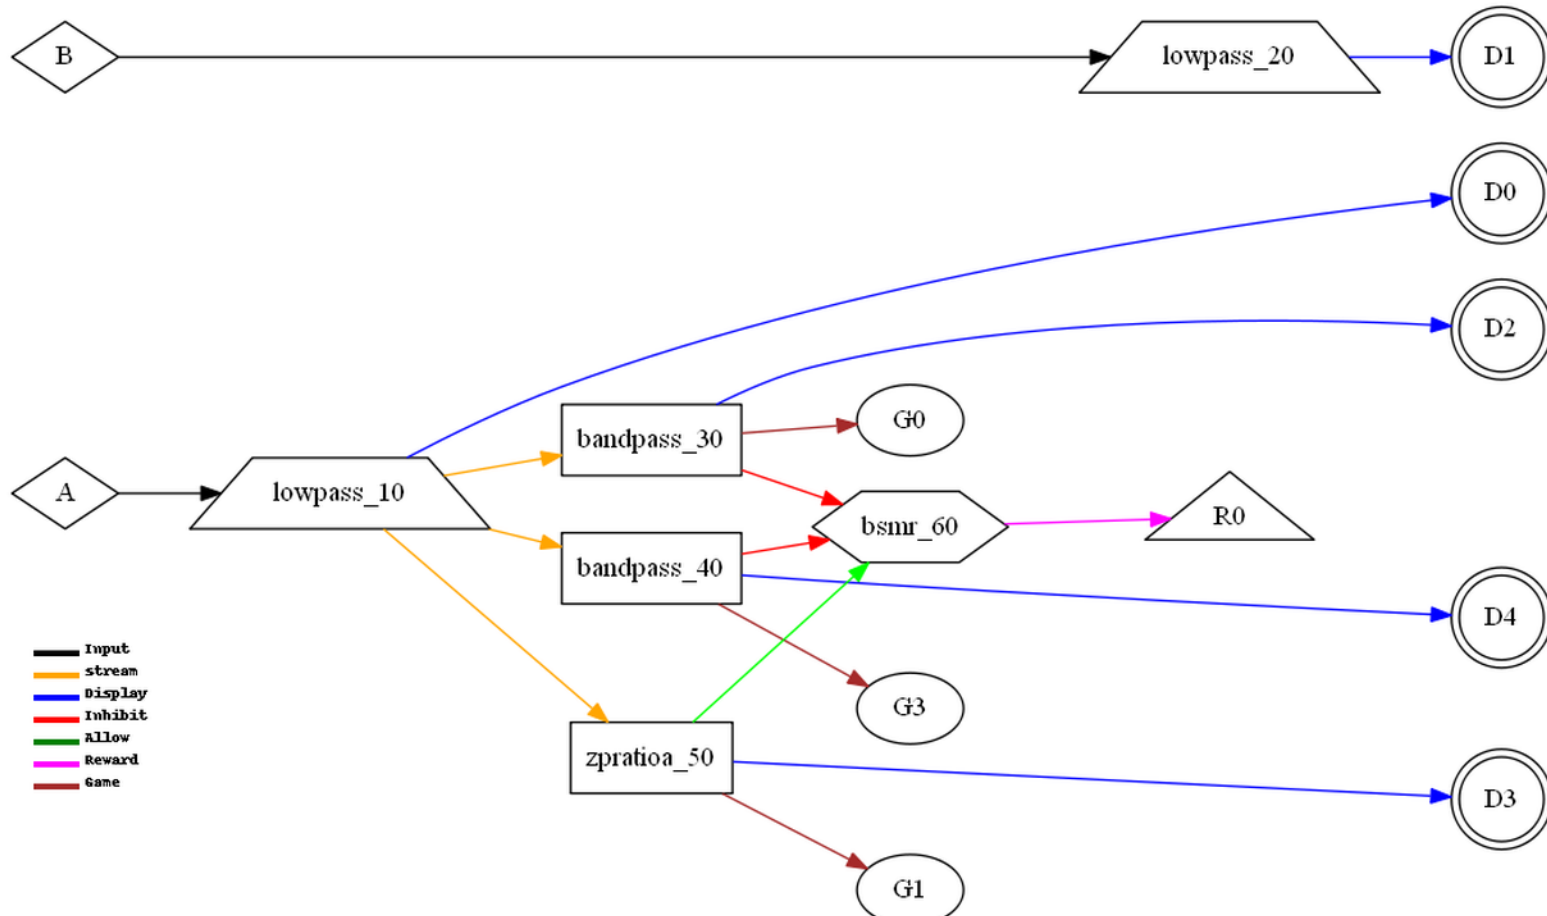 B
lowpass_20
D1
D0
D2
bandpass_30
G0
A
lowpass_10
bsmr_60
R0
bandpass_40
D4
G3
zpratioa_50
D3
G1
Input
stream
Display
Inhibit
Allow
Reward
Game